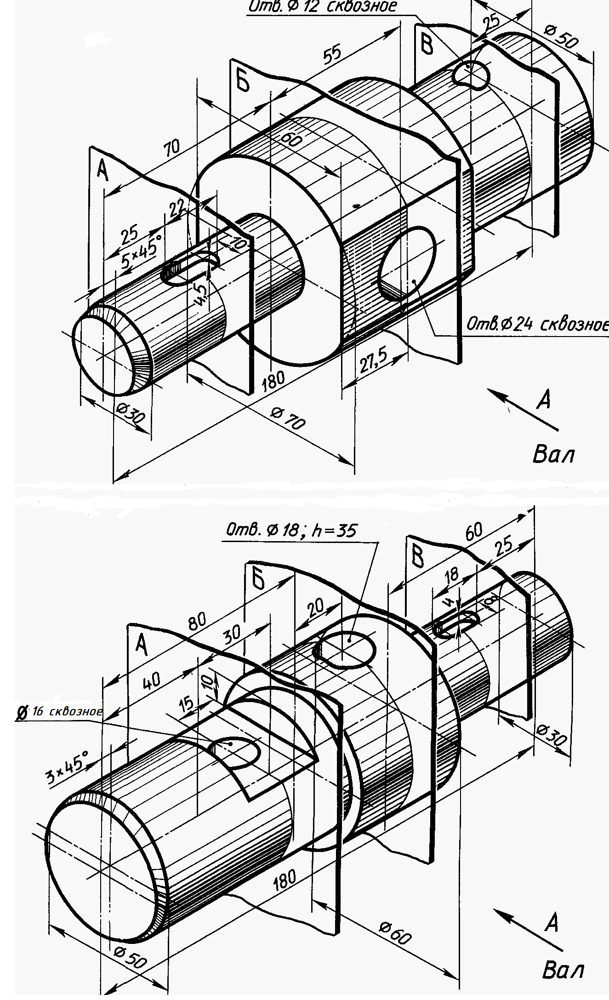 Отв. Ø 12 сквозное
25
Ø 50
В
55
Б
60
70
А
22
25
5×45°
10
4,5
Отв. Ø 24 сквозное
27,5
180
Ø 30
Ø 70
А
Вал
Отв. Ø 18; h=35
60
25
В
18
4
8
Б
20
80
30
А
40
10
15
Ø 16 сквозное
3×45°
Ø 30
180
Ø 60
Ø 50
А
Вал